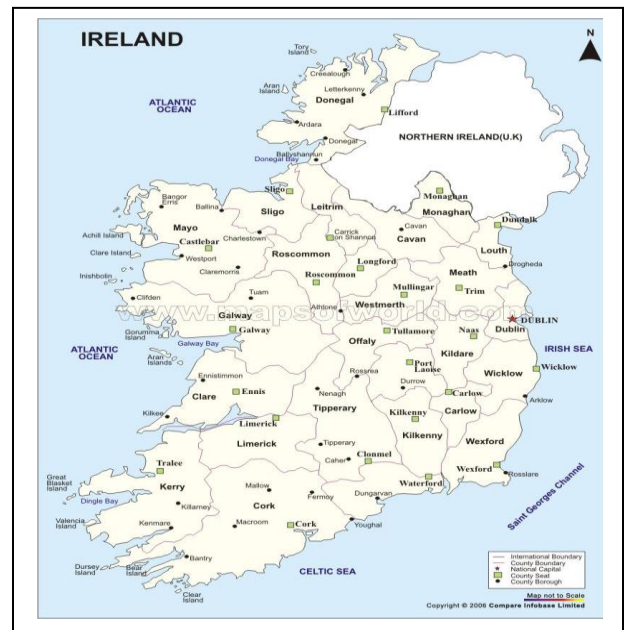 IRELAND
N
Tory
Island
Creealough
Letterkenny
Aran
Island
Donegal
Lifford
ATLANTIC
OCEAN
Ardara
NORTHERN IRELAND(U.K)
Donegal
Ballyshannun
Donegal Bay
Sligo
Monaghan
Bangor
Erris
Ballina
Sligo
Leitrim
Monaghan
Dundalk
Mayo
Achill Island
Charlestown
Carrick
on Shannon
Cavan
Cavan
Castlebar
Louth
Clare Island
Westport
Roscommon
Longford
Drogheda
Claremorris
Meath
Inishbolin
Roscommon
Mullingar
Trim
Clifden
Tuam
Athlone
Westmerth
www.mapsofworld.com
DUBLIN
Galway
Gorumna
Island
Galway
Offaly
Tullamore
Naas
Dublin
Galway Bay
Kildare
ATLANTIC
OCEAN
IRISH SEA
Aran
Islands
Port
Laoise
Wicklow
Wicklow
Ennistimmon
Rosnrea
Durrow
Clare
Ennis
Nenagh
Carlow
Arklow
Tipperary
Kilkee
Kilkenny
Carlow
Limerick
Limerick
Tipperary
Kilkenny
Wexford
Caher
Clonmel
Tralee
Wexford
Rosslare
Great
Blasket
Island
Kerry
Waterford
Mallow
Dungarvan
Dingle Bay
Killarney
Cork
Fermoy
Saint Georges Channel
Valencia
Island
Kenmare
Macroom
Cork
Youghal
Bantry
Dursey
Island
Bear
Island
CELTIC SEA
Clear
Island
International Boundary
County Boundary
National Capital
County Seat
County Borough
Map not to Scale
Copyright © 2006 Compare Infobase Limited